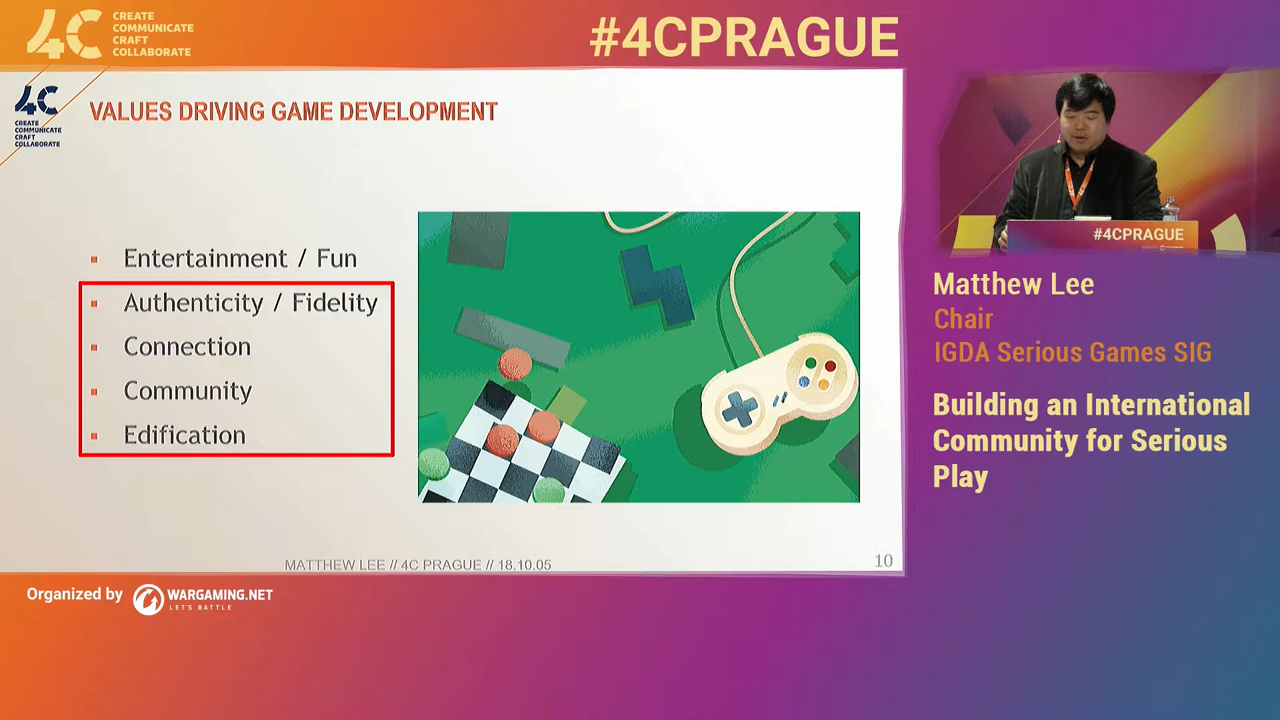 4C
CREATE
COMMUNICATE
CRAFT
COLLABORATE
#4CPRAGUE
4C
CREATE
COMMUNICATE
CRAFT
COLLABORATE
VALUES DRIVING GAME DEVELOPMENT
Entertainment / Fun
Authenticity / Fidelity
Connection
Community
Edification
MATTHEW LEE // 4C PRAGUE // 18.10.05
10
#4CPRAGUE
Matthew Lee
Chair
IGDA Serious Games SIG
Building an International
Community for Serious
Play
Organized by
WARGAMING.NET
LET'S BATTLE